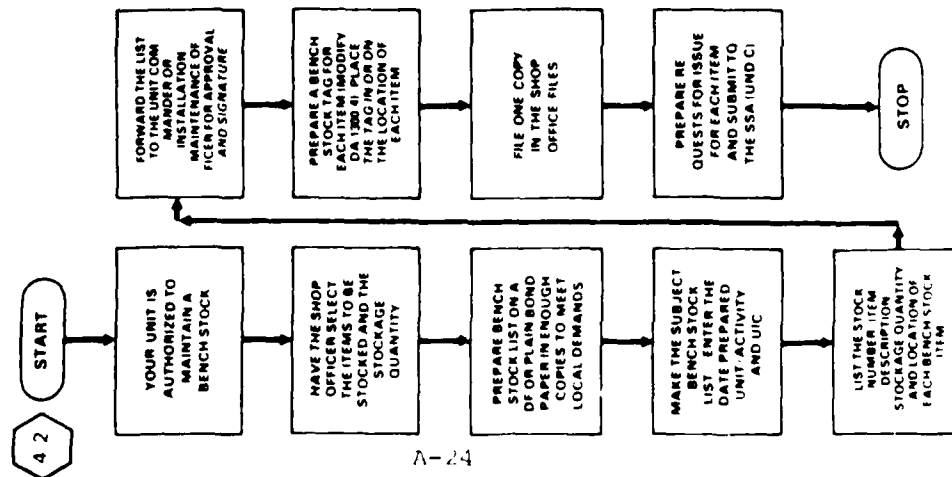 4 2
START
YOUR UNIT IS
AUTHORIZED TO
MAINTAIN A
BENCH STOCK
HAVE THE SHOP
OFFICER SELECT
THE ITEMS TO BE
STOCKED AND THE
STOCKAGE
QUANTITY
PREPARE BENCH
STOCK LIST ON A
DF OR PLAIN BOND
PAPER IN ENOUGH
COPIES TO MEET
LOCAL DEMANDS
MAKE THE SUBJECT
BENCH STOCK
LIST ENTER THE
DATE PREPARED
UNIT/ACTIVITY
AND UIC
LIST THE STOCK
NUMBER ITEM
DESCRIPTION
STOCKAGE QUANTITY
AND LOCATION OF
EACH BENCH STOCK
ITEM
FORWARD THE LIST
TO THE UNIT COM
MANDER OR
INSTALLATION
MAINTENANCE OF
FICER FOR APPROVAL
AND SIGNATURE
PREPARE A BENCH
STOCK TAG FOR
EACH ITEM (MODIFY
DA 1300 4) PLACE
THE TAG IN OR ON
THE LOCATION OF
EACH ITEM
FILE ONE COPY
IN THE SHOP
OFFICE FILES
PREPARE RE
QUESTS FOR ISSUE
FOR EACH ITEM
AND SUBMIT TO
THE SSA (UND C)
STOP
A-24